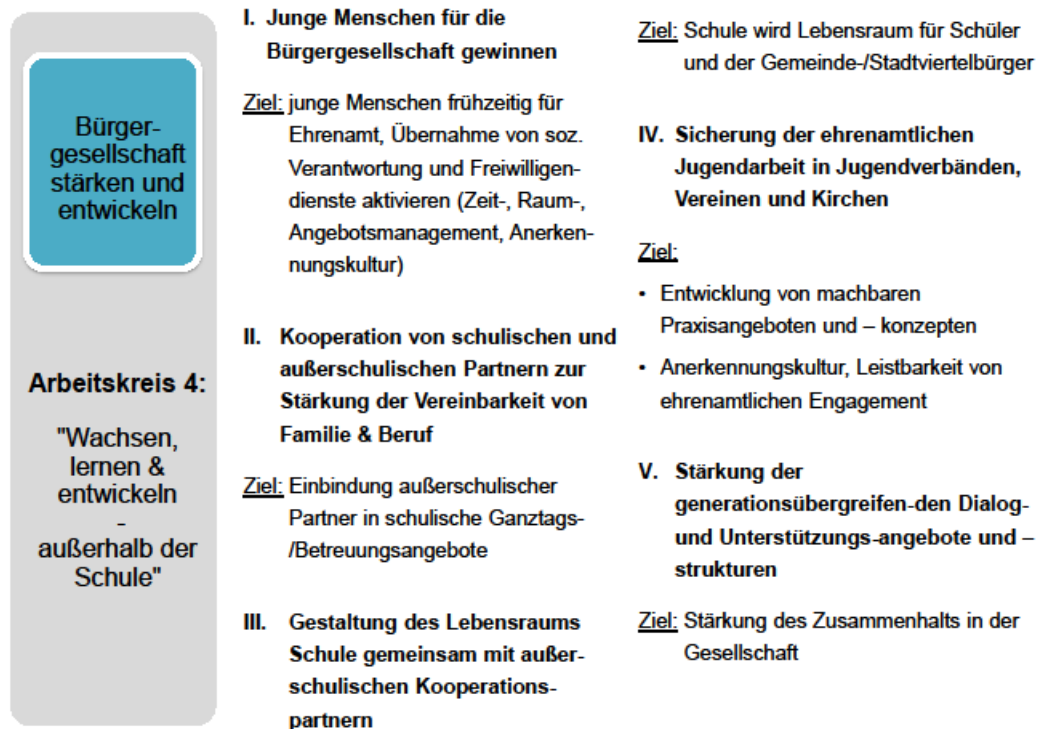 Bürger-
gesellschaft
stärken und
entwickeln
Arbeitskreis 4:
"Wachsen,
lernen &
entwickeln
-
außerhalb der
Schule"
I. Junge Menschen für die
Bürgergesellschaft gewinnen
Ziel: junge Menschen frühzeitig für
Ehrenamt, Übernahme von soz.
Verantwortung und Freiwilligen-
dienste aktivieren (Zeit-, Raum-,
Angebotsmanagement, Anerken-
nungskultur)
II. Kooperation von schulischen und
außerschulischen Partnern zur
Stärkung der Vereinbarkeit von
Familie & Beruf
Ziel: Einbindung außerschulischer
Partner in schulische Ganztags-
/Betreuungsangebote
III. Gestaltung des Lebensraums
Schule gemeinsam mit außer-
schulischen Kooperations-
partnern
Ziel: Schule wird Lebensraum für Schüler
und der Gemeinde-/Stadtviertelbürger
IV. Sicherung der ehrenamtlichen
Jugendarbeit in Jugendverbänden,
Vereinen und Kirchen
Ziel:
• Entwicklung von machbaren
Praxisangeboten und – konzepten
• Anerkennungskultur, Leistbarkeit von
ehrenamtlichen Engagement
V. Stärkung der
generationsübergreifen-den Dialog-
und Unterstützungs-angebote und –
strukturen
Ziel: Stärkung des Zusammenhalts in der
Gesellschaft